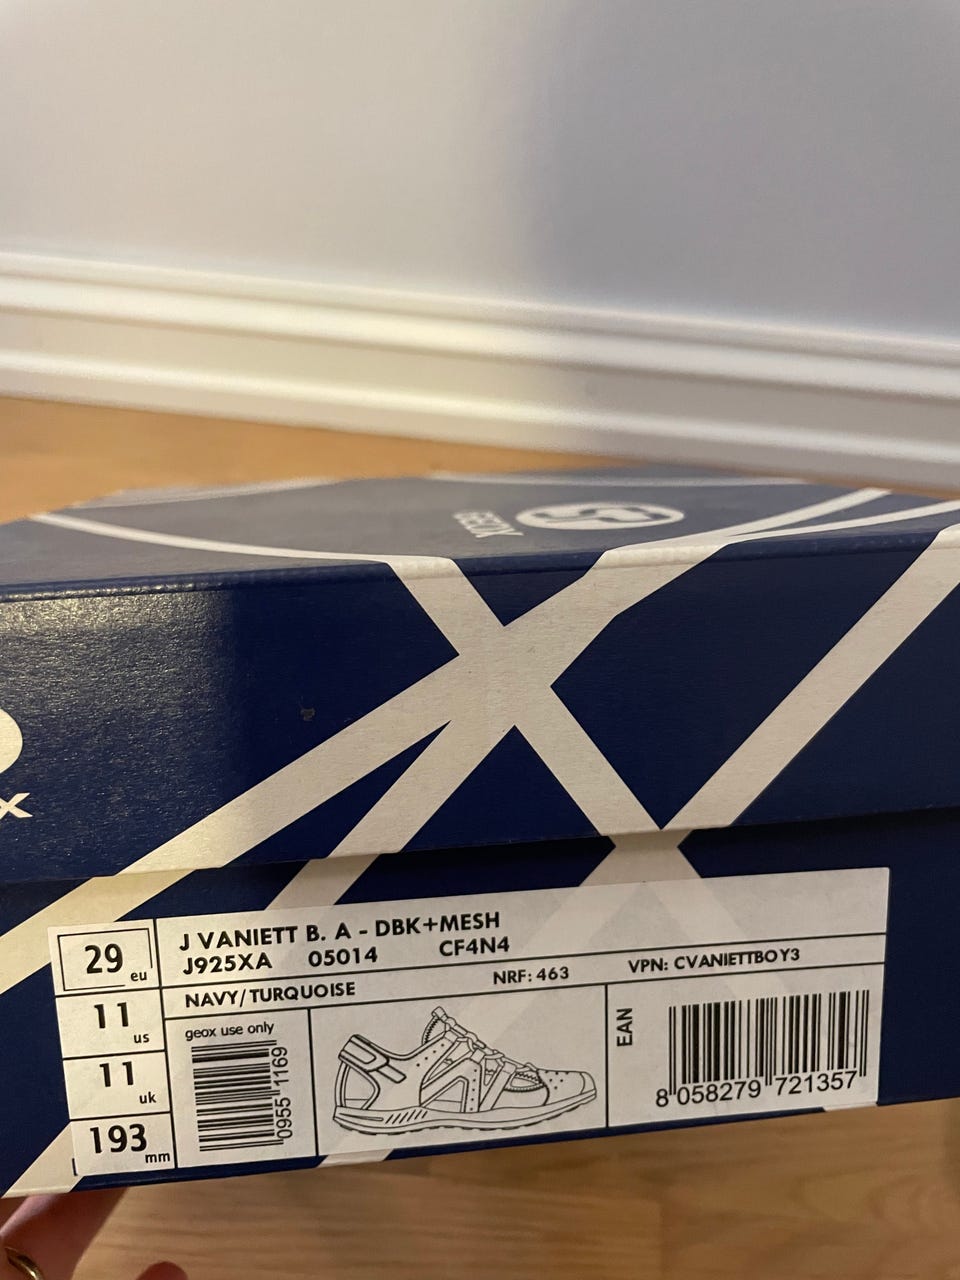 GEOX
X
29 eu
11 us
11 uk
193 mm
J VANIETT B. A - DBK+MESH
J925XA 05014 CF4N4
NAVY/TURQUOISE NRF: 463 VPN: CVANIETTBOY3
geox use only
0955 1169
EAN
8 058279 721357